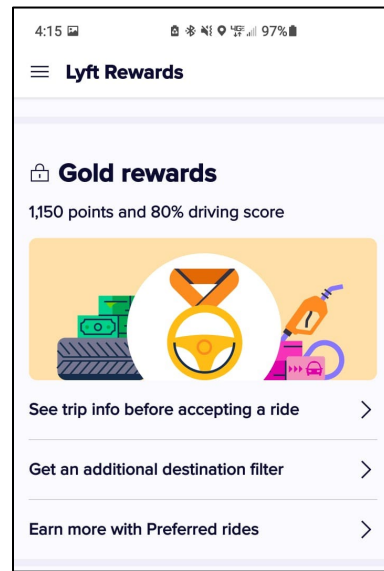 4:15 97%
Lyft Rewards
Gold rewards
1,150 points and 80% driving score
See trip info before accepting a ride
Get an additional destination filter
Earn more with Preferred rides